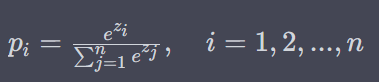 p_i = \frac{e^{z_i}}{\sum_{j=1}^{n} e^{z_j}}, \quad i = 1, 2, ..., n